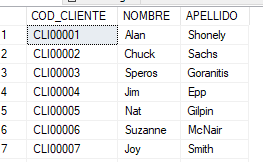 COD_CLIENTE NOMBRE APELLIDO
1 CLI00001 Alan Shonely
2 CLI00002 Chuck Sachs
3 CLI00003 Speros Goranitis
4 CLI00004 Jim Epp
5 CLI00005 Nat Gilpin
6 CLI00006 Suzanne McNair
7 CLI00007 Joy Smith